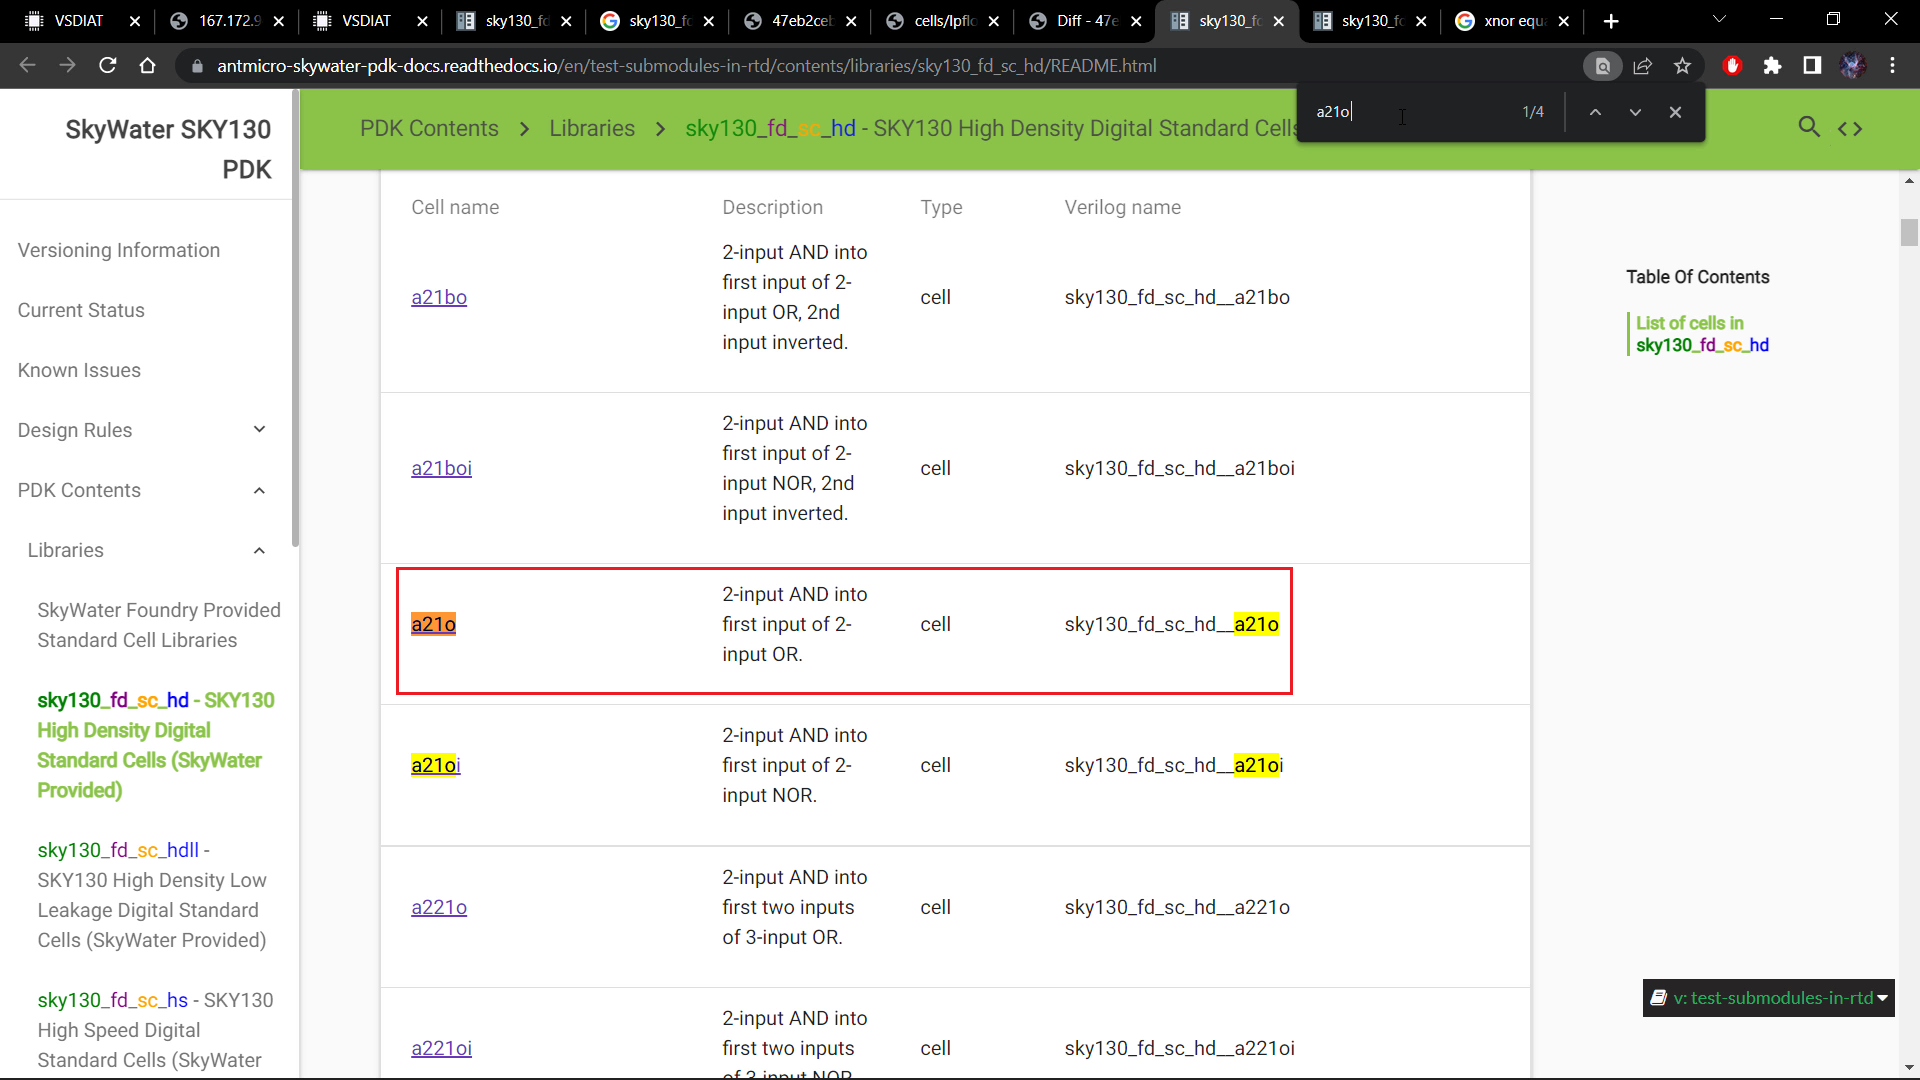 VSDIAT
167.172.9
VSDIAT
sky130_fd
sky130_fd
47eb2ceb
cells/lpflo
Diff - 47e
sky130_fd
sky130_fd
xnor equa
antmicro-skywater-pdk-docs.readthedocs.io/en/test-submodules-in-rtd/contents/libraries/sky130_fd_sc_hd/README.html
a21o
1/4
SkyWater SKY130
PDK
PDK Contents
Libraries
sky130_fd_sc_hd - SKY130 High Density Digital Standard Cells
Versioning Information
Current Status
Known Issues
Design Rules
PDK Contents
Libraries
SkyWater Foundry Provided
Standard Cell Libraries
sky130_fd_sc_hd - SKY130
High Density Digital
Standard Cells (SkyWater
Provided)
sky130_fd_sc_hdll -
SKY130 High Density Low
Leakage Digital Standard
Cells (SkyWater Provided)
sky130_fd_sc_hs - SKY130
High Speed Digital
Standard Cells (SkyWater
Cell name Description Type Verilog name
2-input AND into
first input of 2-
a21bo cell sky130_fd_sc_hd__a21bo
input OR, 2nd
input inverted.
2-input AND into
first input of 2-
a21boi cell sky130_fd_sc_hd__a21boi
input NOR, 2nd
input inverted.
2-input AND into
a21o first input of 2- cell sky130_fd_sc_hd__a21o
input OR.
2-input AND into
a21oi first input of 2- cell sky130_fd_sc_hd__a21oi
input NOR.
2-input AND into
a221o first two inputs cell sky130_fd_sc_hd__a221o
of 3-input OR.
2-input AND into
a221oi first two inputs cell sky130_fd_sc_hd__a221oi
of 3-input NOR
Table Of Contents
List of cells in
sky130_fd_sc_hd
v: test-submodules-in-rtd